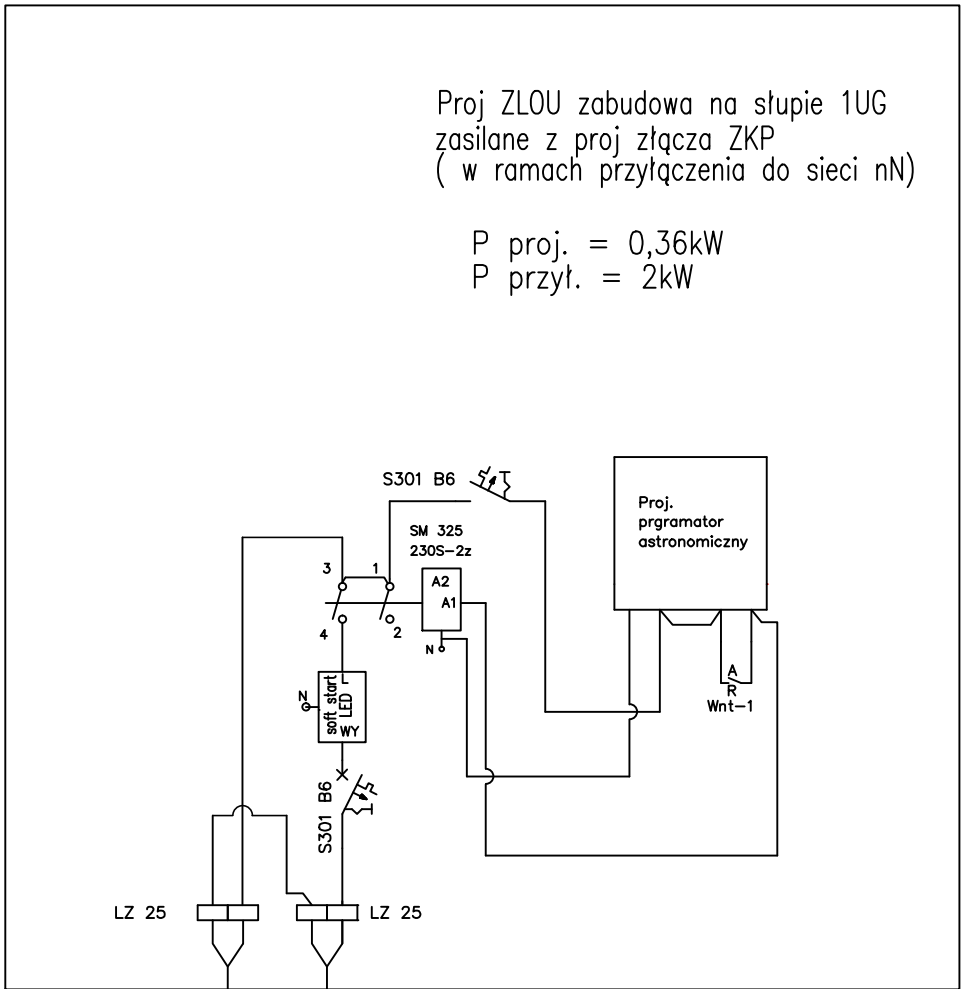 Proj ZLOU zabudowa na słupie 1UG
zasilane z proj złącza ZKP
( w ramach przyłączenia do sieci nN)
P proj. = 0,36kW
P przył. = 2kW
S301 B6
SM 325
230S-2z
Proj.
prgramator
astronomiczny
3
1
A2
A1
4
2
N
A
R
Wnt-1
N
soft start
L
LED
WY
S301 B6
LZ 25
LZ 25